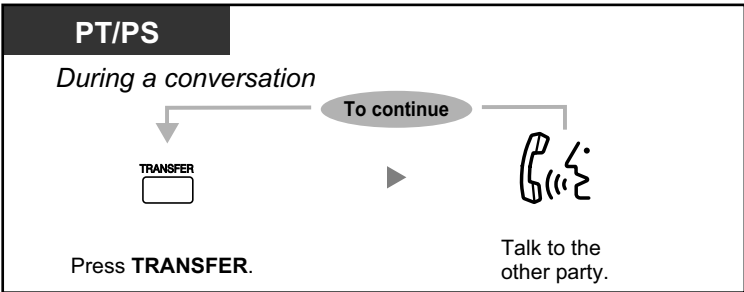 PT/PS
During a conversation
To continue
TRANSFER
Press TRANSFER.
Talk to the
other party.